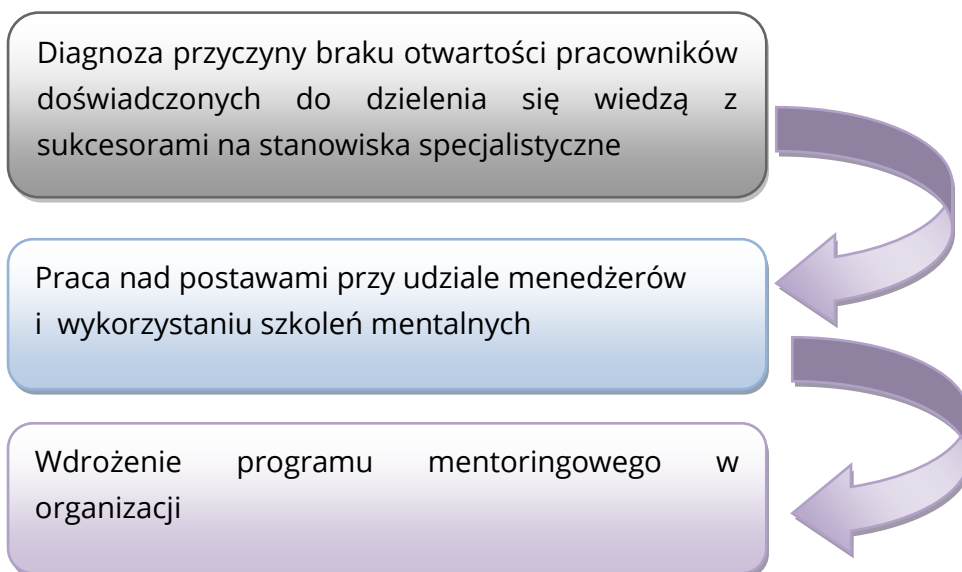 Diagnoza przyczyny braku otwartości pracowników
doświadczonych do dzielenia się wiedzą z
sukcesorami na stanowiska specjalistyczne
Praca nad postawami przy udziale menedżerów
i wykorzystaniu szkoleń mentalnych
Wdrożenie programu mentoringowego w
organizacji